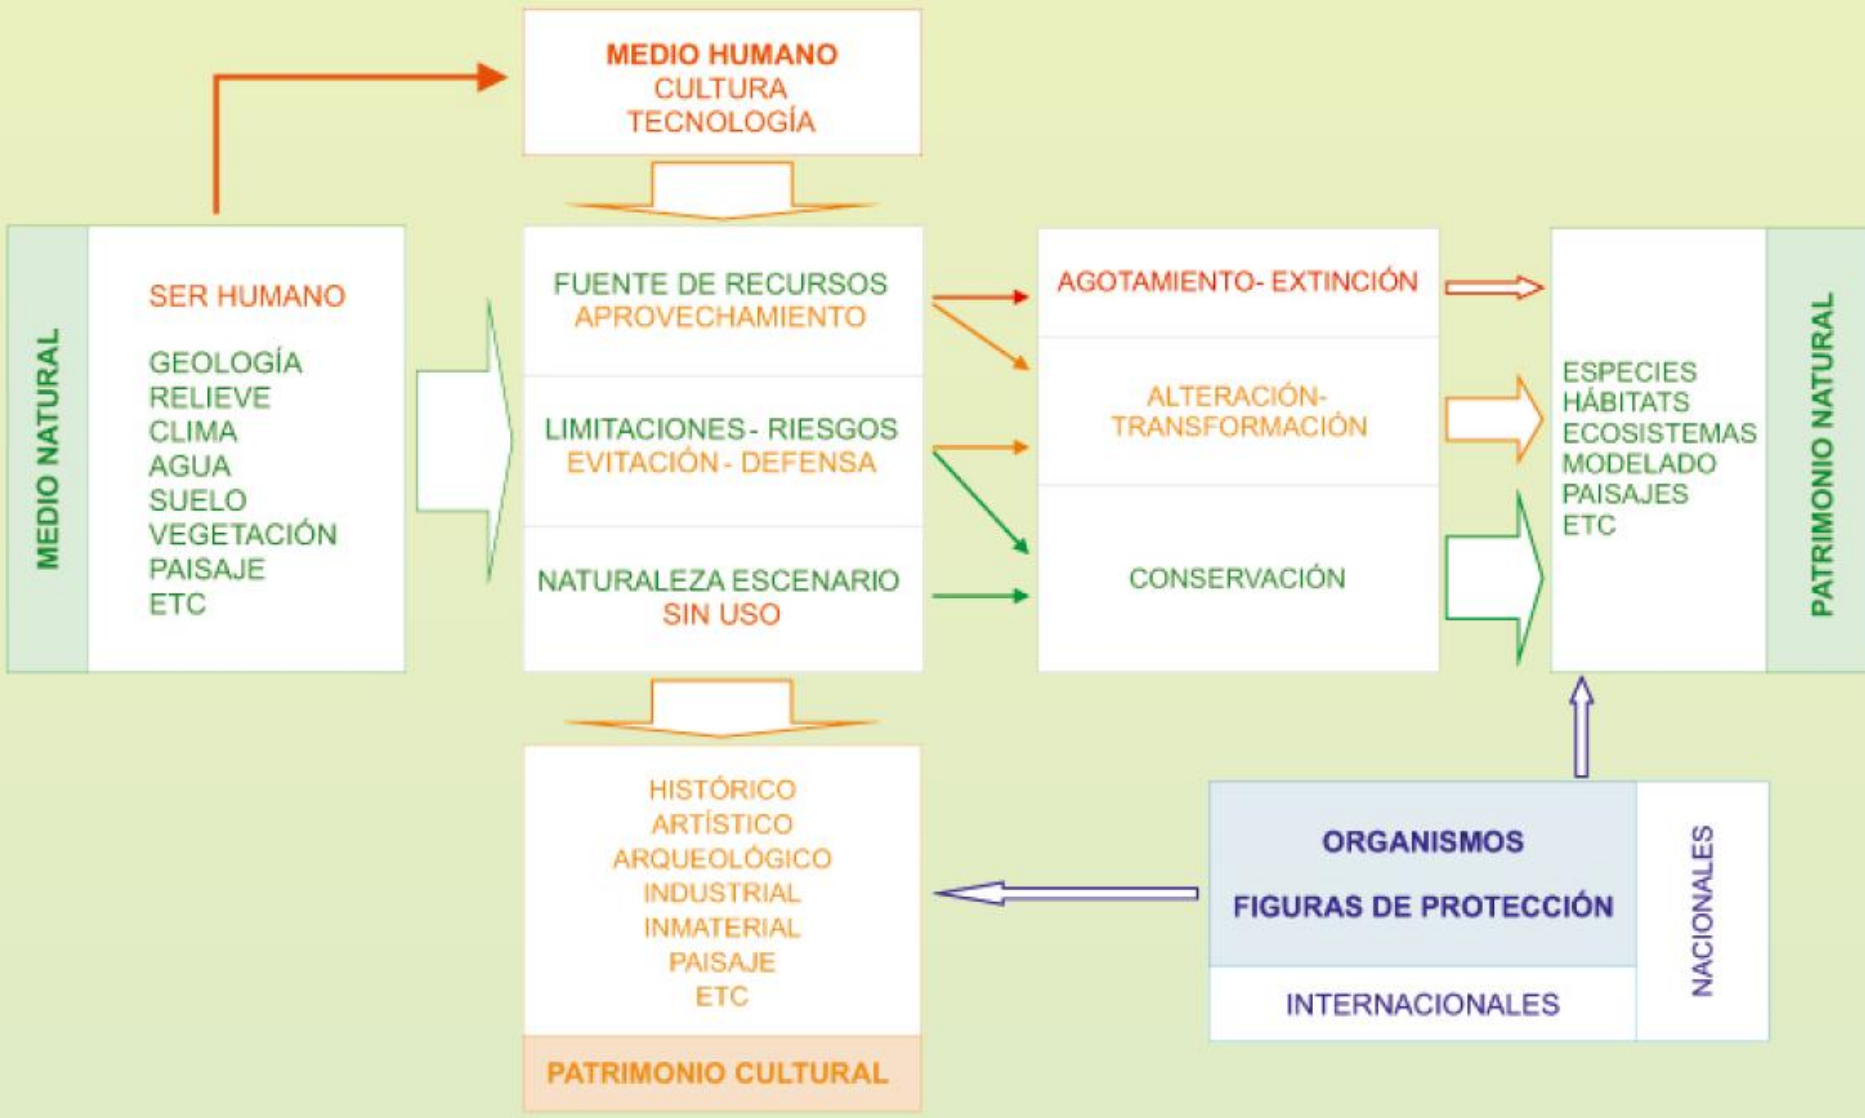 MEDIO HUMANO
CULTURA
TECNOLOGÍA
MEDIO NATURAL
SER HUMANO
GEOLOGÍA
RELIEVE
CLIMA
AGUA
SUELO
VEGETACIÓN
PAISAJE
ETC
FUENTE DE RECURSOS
APROVECHAMIENTO
LIMITACIONES - RIESGOS
EVITACIÓN - DEFENSA
NATURALEZA ESCENARIO
SIN USO
AGOTAMIENTO- EXTINCIÓN
ALTERACIÓN-
TRANSFORMACIÓN
CONSERVACIÓN
ESPECIES
HÁBITATS
ECOSISTEMAS
MODELADO
PAISAJES
ETC
PATRIMONIO NATURAL
HISTÓRICO
ARTÍSTICO
ARQUEOLÓGICO
INDUSTRIAL
INMATERIAL
PAISAJE
ETC
PATRIMONIO CULTURAL
ORGANISMOS
FIGURAS DE PROTECCIÓN
INTERNACIONALES
NACIONALES